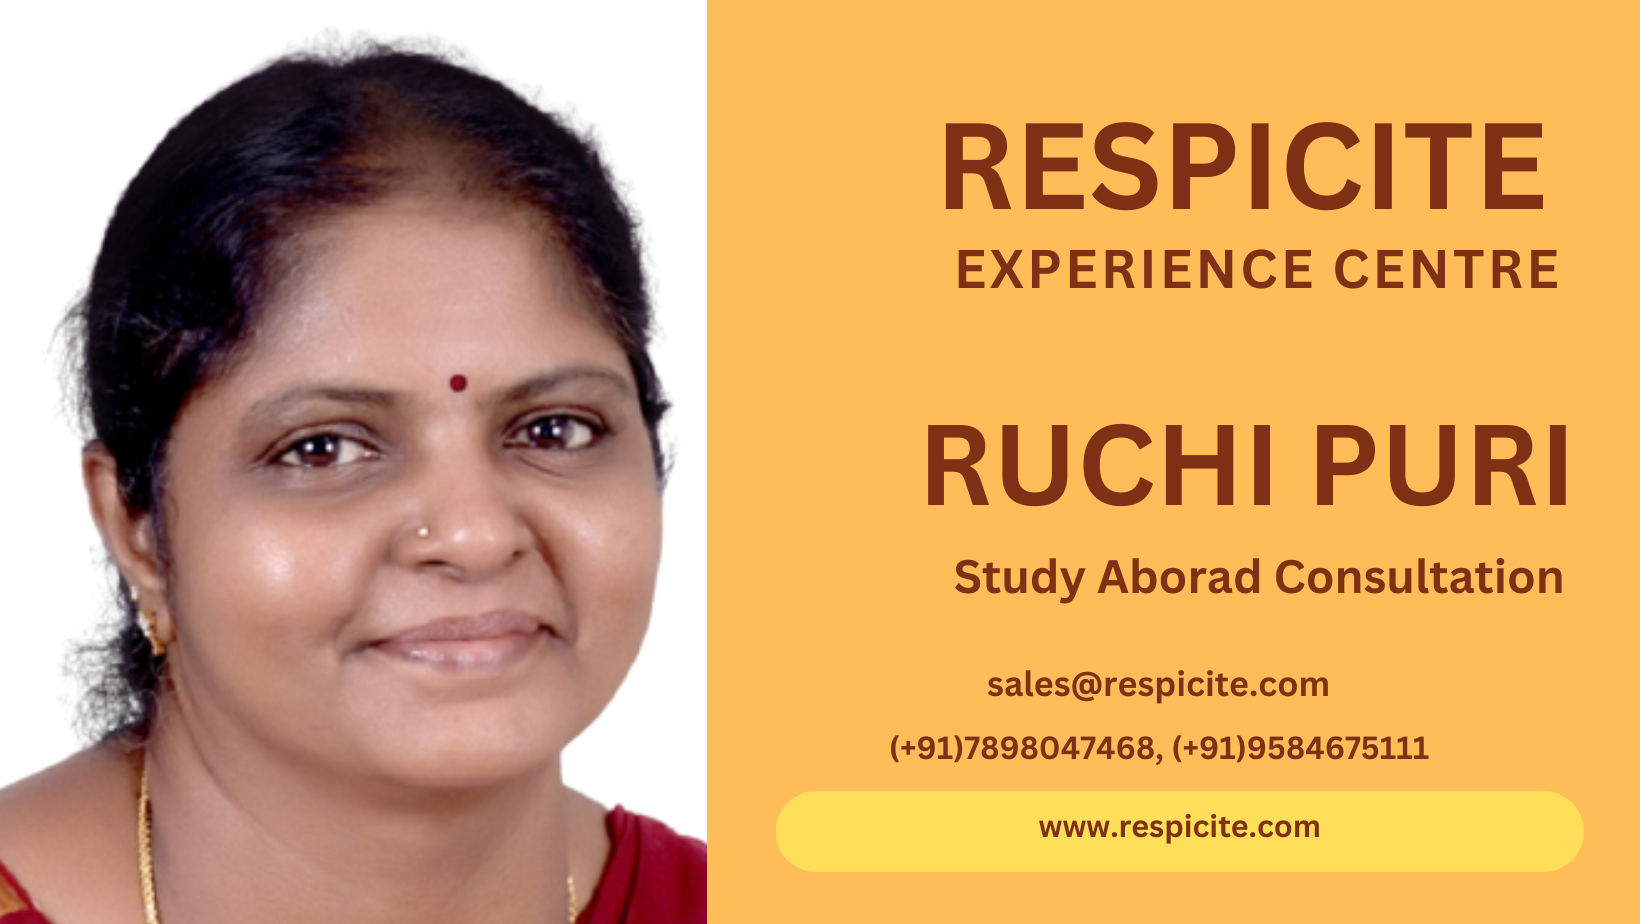 RESPICITE
EXPERIENCE CENTRE
RUCHI PURI
Study Aborad Consultation
sales@respicite.com
(+91)7898047468, (+91)9584675111
www.respicite.com